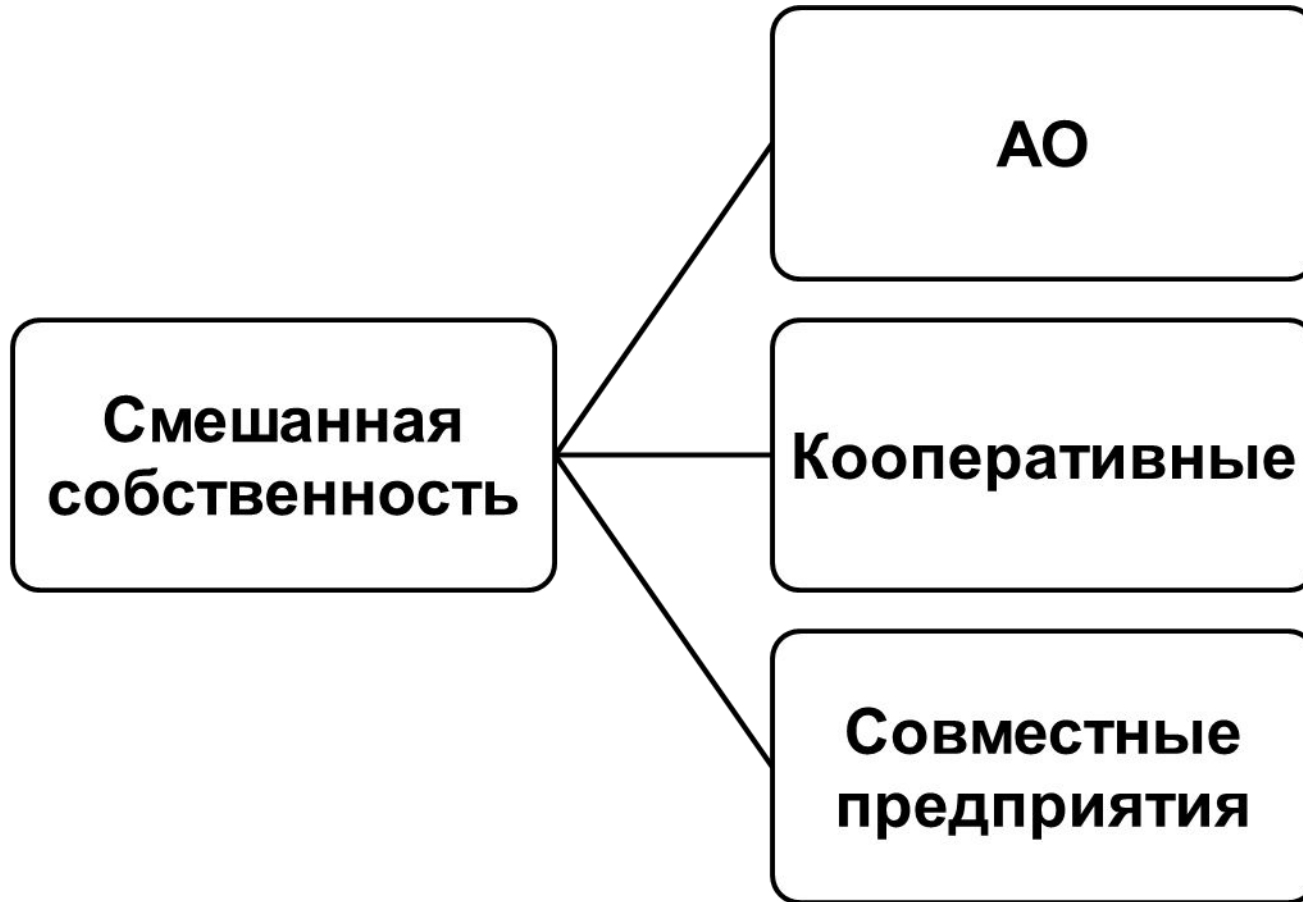 АО
Смешанная
собственность
Кооперативные
Совместные
предприятия